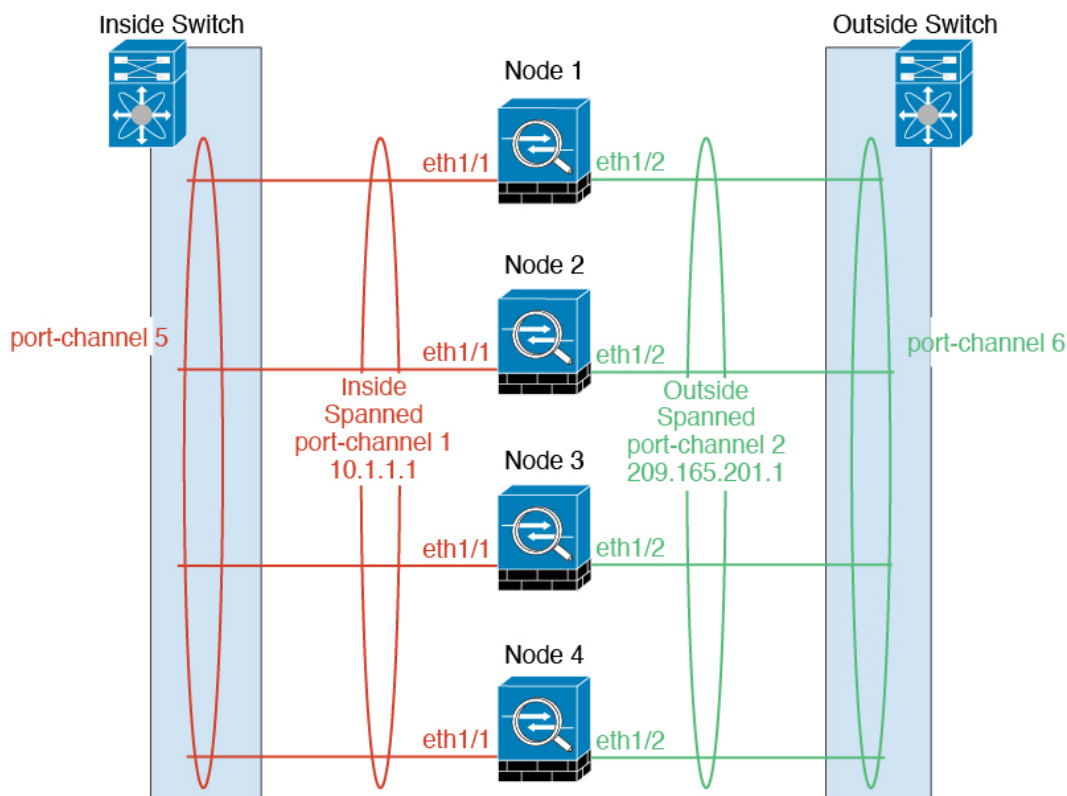 Inside Switch
Outside Switch
Node 1
eth1/1
eth1/2
Node 2
port-channel 5
eth1/1
eth1/2
port-channel 6
Inside
Spanned
port-channel 1
10.1.1.1
Outside
Spanned
port-channel 2
209.165.201.1
Node 3
eth1/1
eth1/2
Node 4
eth1/1
eth1/2